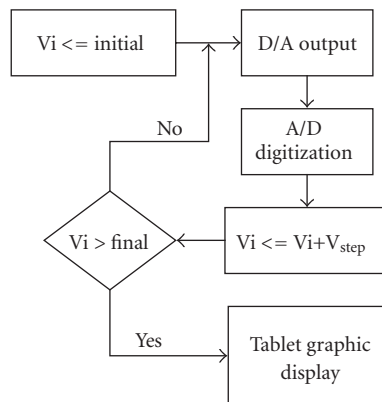 Vi <= initial
D/A output
No
A/D
digitization
Vi > final
Vi <= Vi+Vstep
Yes
Tablet graphic
display